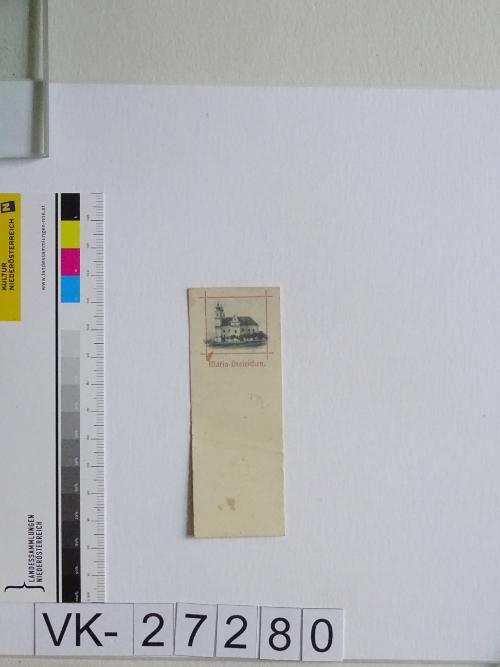 KULTUR
NIEDERÖSTERREICH
N
www.landessammlungen-noe.at
Maria-Dreieichen.
LANDESSAMMLUNGEN
NIEDERÖSTERREICH
VK-27280